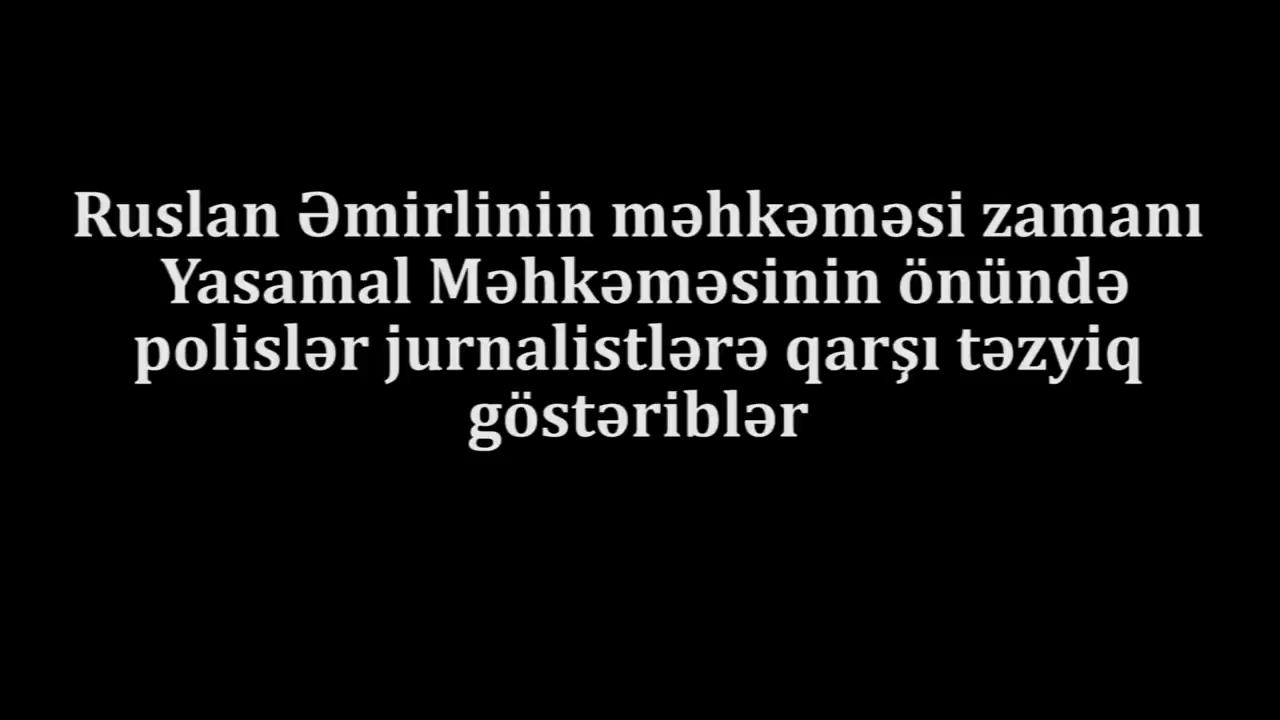 Ruslan Əmirlinin məhkəməsi zamanı
Yasamal Məhkəməsinin önündə
polislər jurnalistlərə qarşı təzyiq
göstəriblər